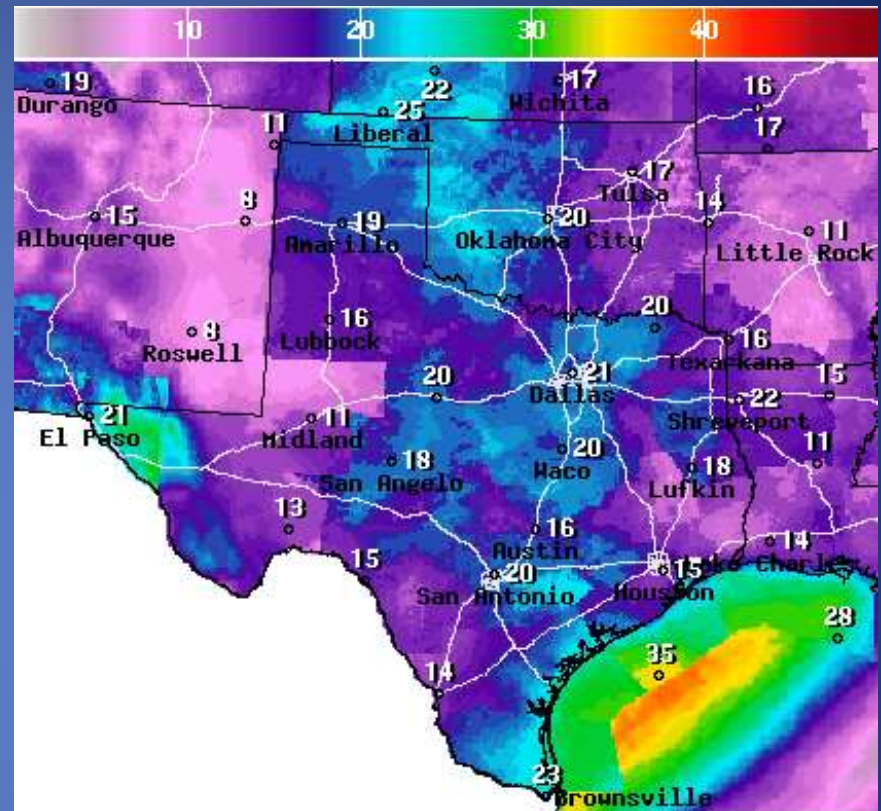 10 20 30 40
22
19 17 16
Durango Wichita
25
Liberal
11 17
17
Tulsa
15 8 19 20 14 11
Albuquerque Amarillo Oklahoma City Little Rock
20
8 16 16
Roswell Lubbock Texarkana
21
20 Dallas 22 15
21 11 Shreveport
El Paso Midland
18 20 18 11
San Angelo Waco Lufkin
13 16 14
Austin
15 20 15
San Antonio Houston
28
35
14
23
Brownsville